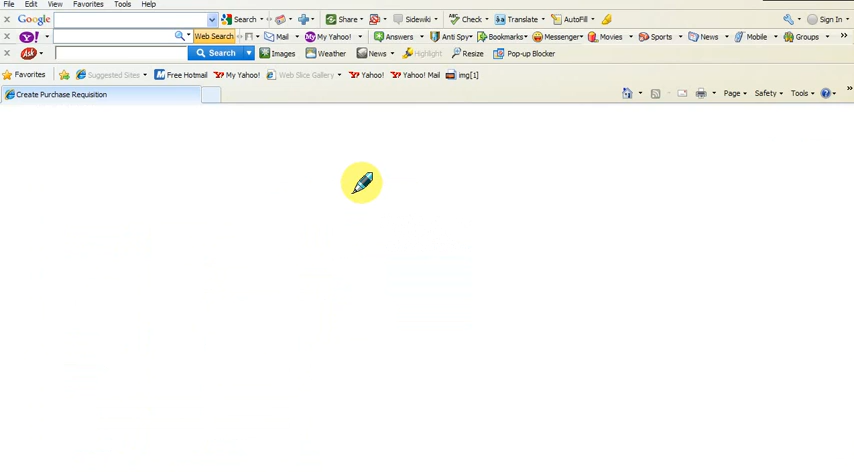 File Edit View Favorites Tools Help
Google Search Share Sidewiki Check Translate AutoFill Sign In
Y! Web Search Mail My Yahoo! Answers Anti Spy Bookmarks Messenger Movies Sports News Mobile Groups
Ask Search Images Weather News Highlight Resize Pop-up Blocker
Favorites Suggested Sites Free Hotmail My Yahoo! Web Slice Gallery Yahoo! Yahoo! Mail img[1]
Create Purchase Requisition Page Safety Tools